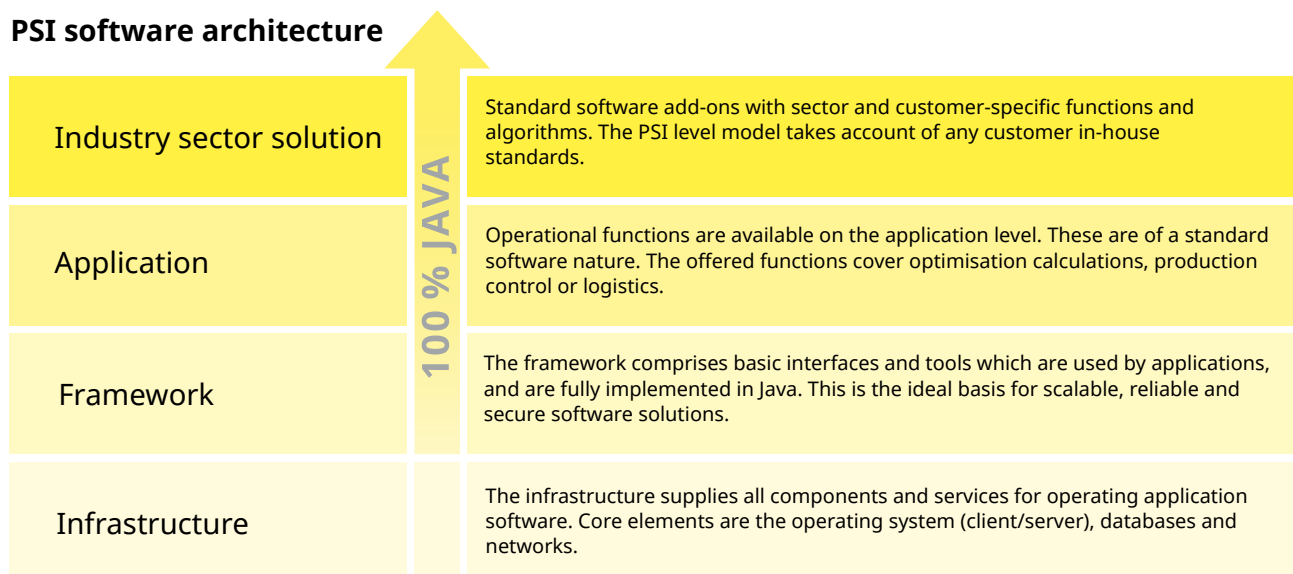 PSI software architecture
Industry sector solution
Standard software add-ons with sector and customer-specific functions and
algorithms. The PSI level model takes account of any customer in-house
standards.
100 % JAVA
Application
Operational functions are available on the application level. These are of a standard
software nature. The offered functions cover optimisation calculations, production
control or logistics.
Framework
The framework comprises basic interfaces and tools which are used by applications,
and are fully implemented in Java. This is the ideal basis for scalable, reliable and
secure software solutions.
Infrastructure
The infrastructure supplies all components and services for operating application
software. Core elements are the operating system (client/server), databases and
networks.